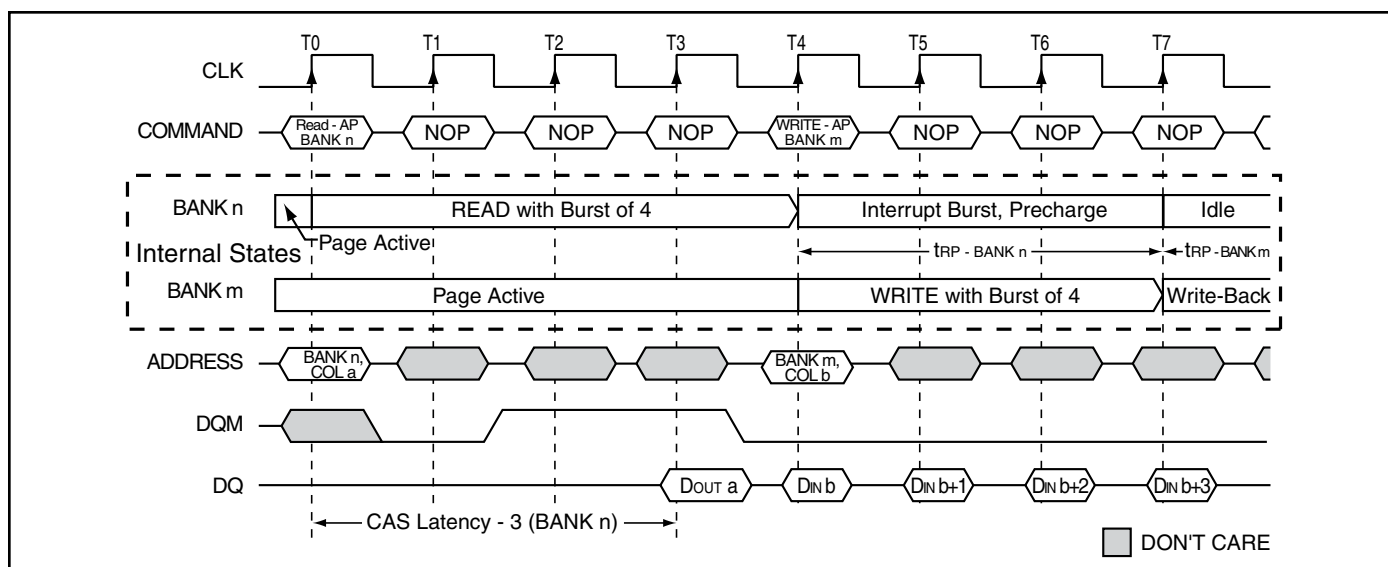 T0 T1 T2 T3 T4 T5 T6 T7
CLK
COMMAND Read - AP BANK n NOP NOP NOP WRITE - AP BANK m NOP NOP NOP
BANK n READ with Burst of 4 Interrupt Burst, Precharge Idle
Page Active tRP - BANK n tRP - BANK m
Internal States
BANK m Page Active WRITE with Burst of 4 Write-Back
ADDRESS BANK n, COL a BANK m, COL b
DQM
DQ DOUT a DIN b DIN b+1 DIN b+2 DIN b+3
CAS Latency - 3 (BANK n)
DON'T CARE